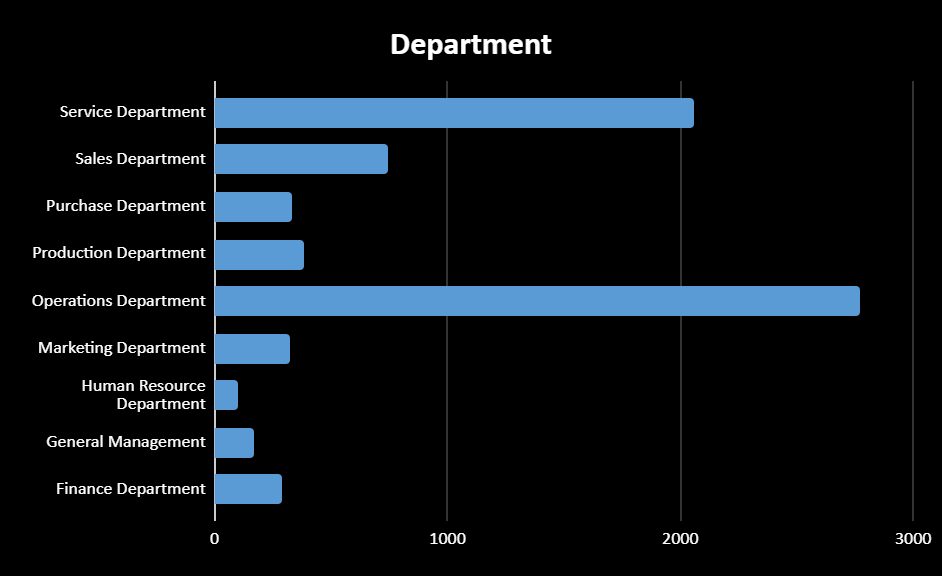 Department
Service Department
Sales Department
Purchase Department
Production Department
Operations Department
Marketing Department
Human Resource
Department
General Management
Finance Department
0 1000 2000 3000